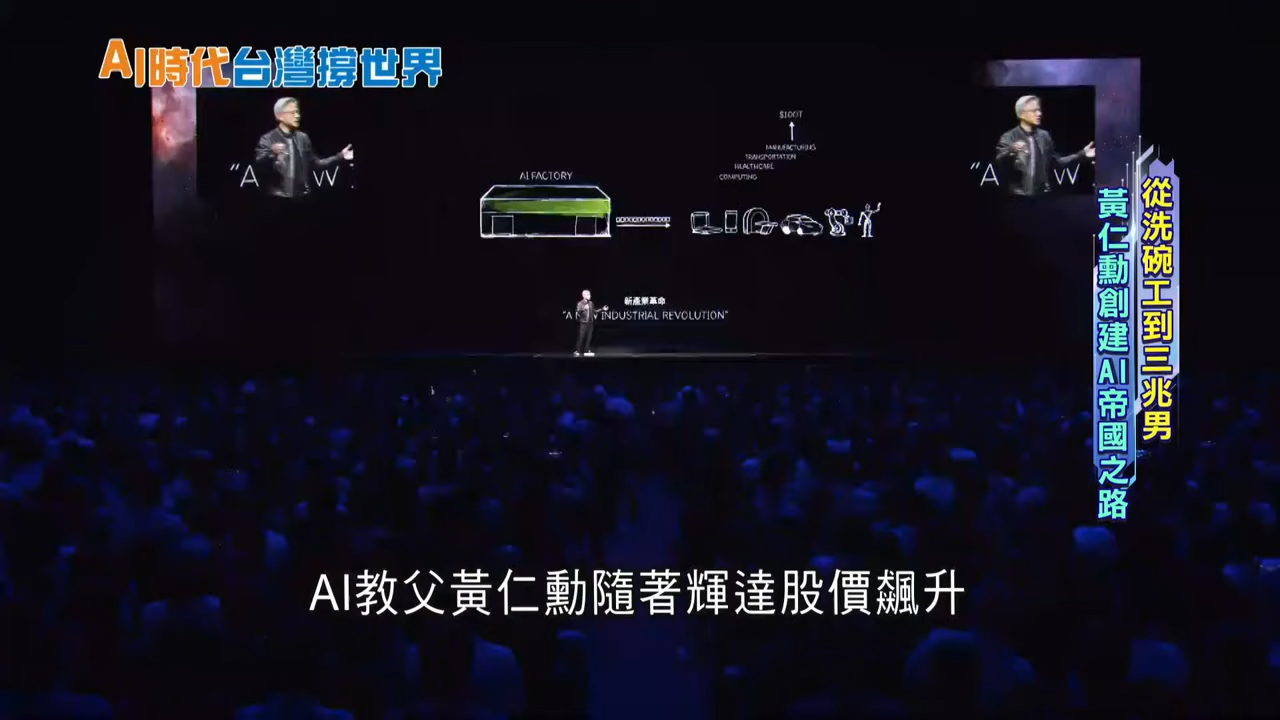 AI時代台灣撐世界
$100T
MANUFACTURING
TRANSPORTATION
HEALTHCARE
COMPUTING
AI FACTORY
"A W
"A W
新產業革命
"A NEW INDUSTRIAL REVOLUTION"
從洗碗工到三兆男
黃仁勳創建AI帝國之路
AI教父黃仁勳隨著輝達股價飆升